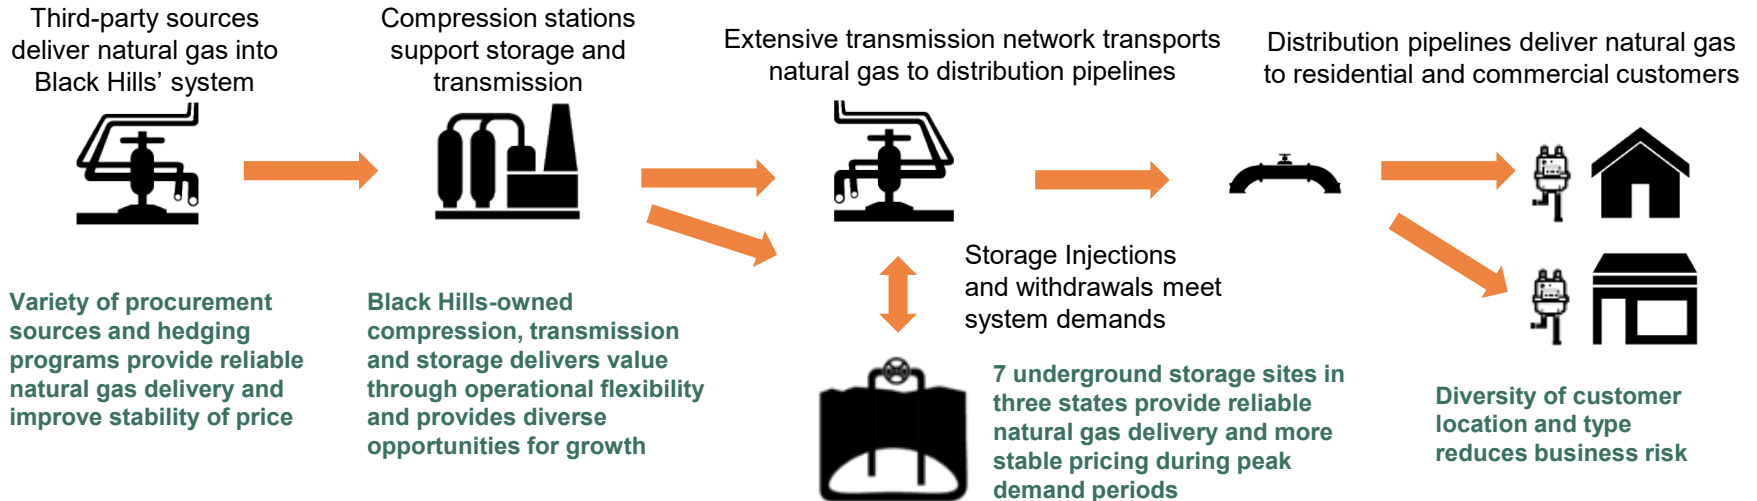 Third-party sources
deliver natural gas into
Black Hills’ system
Compression stations
support storage and
transmission
Extensive transmission network transports
natural gas to distribution pipelines
Distribution pipelines deliver natural gas
to residential and commercial customers
Storage Injections
and withdrawals meet
system demands
Variety of procurement
sources and hedging
programs provide reliable
natural gas delivery and
improve stability of price
Black Hills-owned
compression, transmission
and storage delivers value
through operational flexibility
and provides diverse
opportunities for growth
7 underground storage sites in
three states provide reliable
natural gas delivery and more
stable pricing during peak
demand periods
Diversity of customer
location and type
reduces business risk